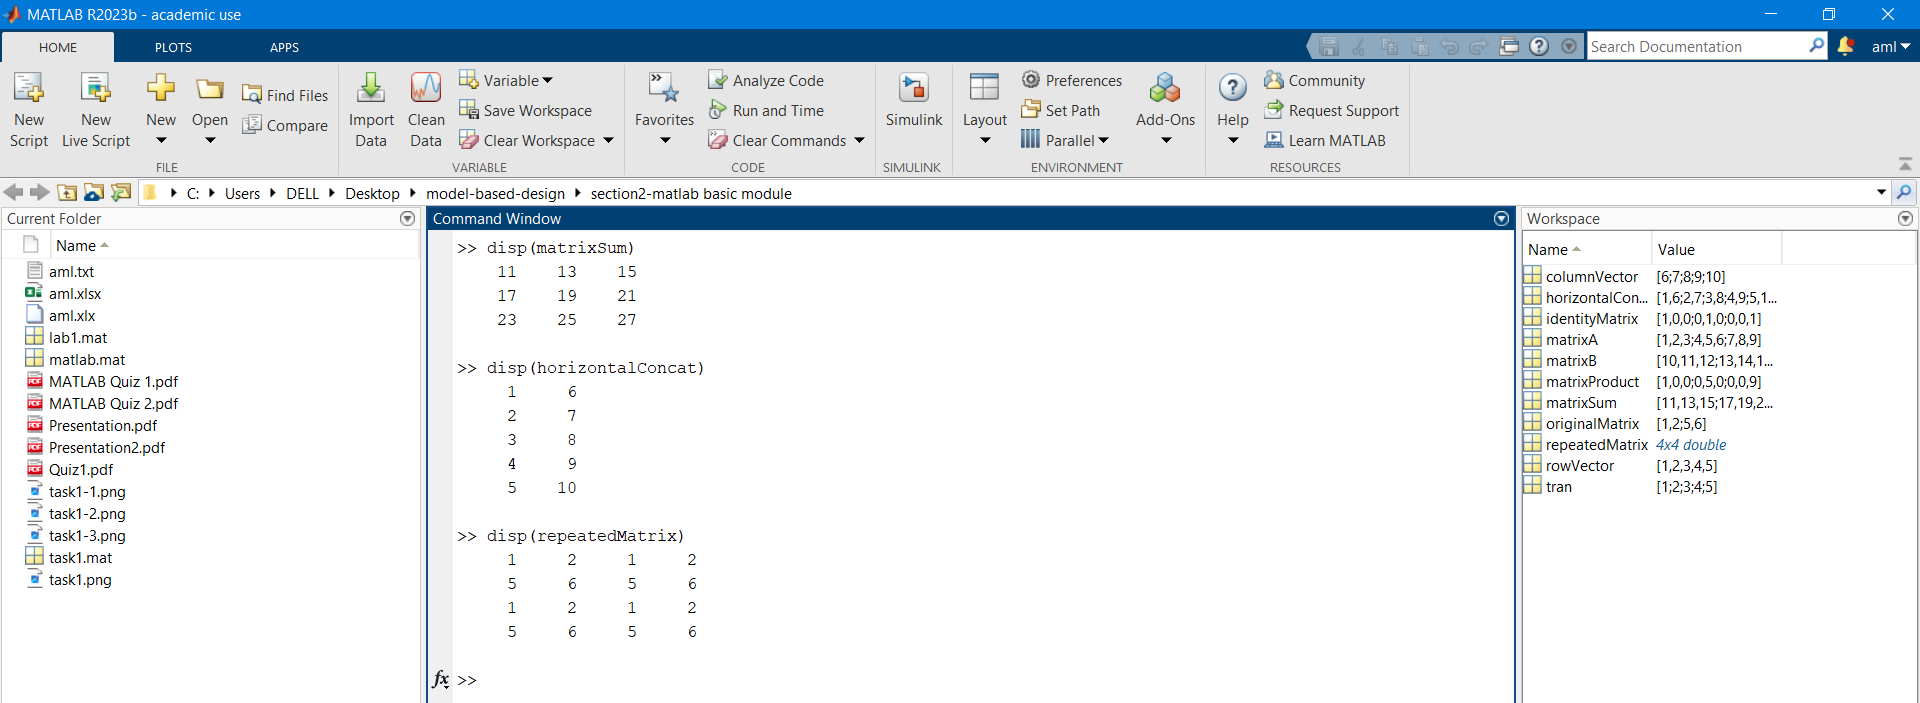 MATLAB R2023b - academic use
HOME PLOTS APPS
Search Documentation
aml
New Script
New Live Script
New
Open
Find Files
Compare
FILE
Import Data
Clean Data
Variable
Save Workspace
Clear Workspace
VARIABLE
Favorites
Analyze Code
Run and Time
Clear Commands
CODE
Simulink
SIMULINK
Layout
Preferences
Set Path
Parallel
Add-Ons
ENVIRONMENT
Help
Community
Request Support
Learn MATLAB
RESOURCES
C: Users DELL Desktop model-based-design section2-matlab basic module
Current Folder
Name
aml.txt
aml.xlsx
aml.xlx
lab1.mat
matlab.mat
MATLAB Quiz 1.pdf
MATLAB Quiz 2.pdf
Presentation.pdf
Presentation2.pdf
Quiz1.pdf
task1-1.png
task1-2.png
task1-3.png
task1.mat
task1.png
Command Window
>> disp(matrixSum)
11 13 15
17 19 21
23 25 27
>> disp(horizontalConcat)
1 6
2 7
3 8
4 9
5 10
>> disp(repeatedMatrix)
1 2 1 2
5 6 5 6
1 2 1 2
5 6 5 6
fx >>
Workspace
Name Value
columnVector [6;7;8;9;10]
horizontalCon... [1,6;2,7;3,8;4,9;5,1...
identityMatrix [1,0,0;0,1,0;0,0,1]
matrixA [1,2,3;4,5,6;7,8,9]
matrixB [10,11,12;13,14,1...
matrixProduct [1,0,0;0,5,0;0,0,9]
matrixSum [11,13,15;17,19,2...
originalMatrix [1,2;5,6]
repeatedMatrix 4x4 double
rowVector [1,2,3,4,5]
tran [1;2;3;4;5]